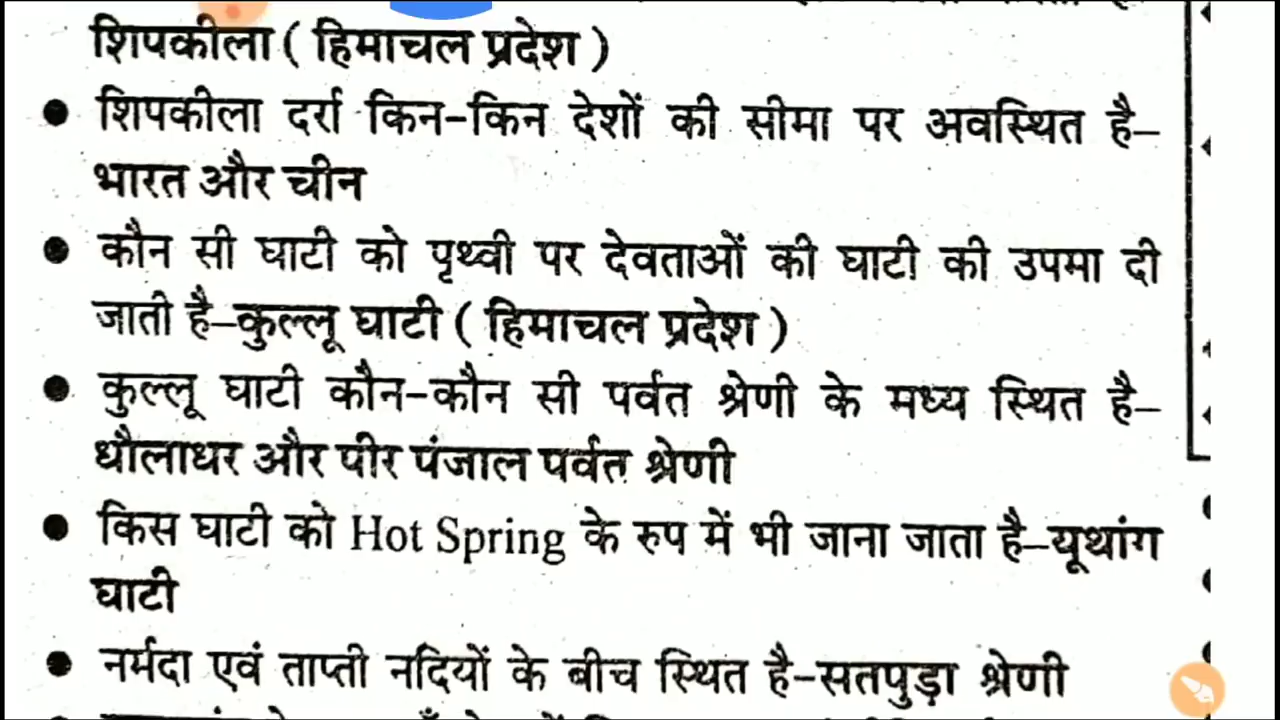 शिपकीला ( हिमाचल प्रदेश )
● शिपकीला दर्रा किन-किन देशों की सीमा पर अवस्थित है–
भारत और चीन
● कौन सी घाटी को पृथ्वी पर देवताओं की घाटी की उपमा दी
जाती है–कुल्लू घाटी ( हिमाचल प्रदेश )
● कुल्लू घाटी कौन-कौन सी पर्वत श्रेणी के मध्य स्थित है–
धौलाधर और पीर पंजाल पर्वत श्रेणी
● किस घाटी को Hot Spring के रुप में भी जाना जाता है–यूथांग
घाटी
● नर्मदा एवं ताप्ती नदियों के बीच स्थित है–सतपुड़ा श्रेणी